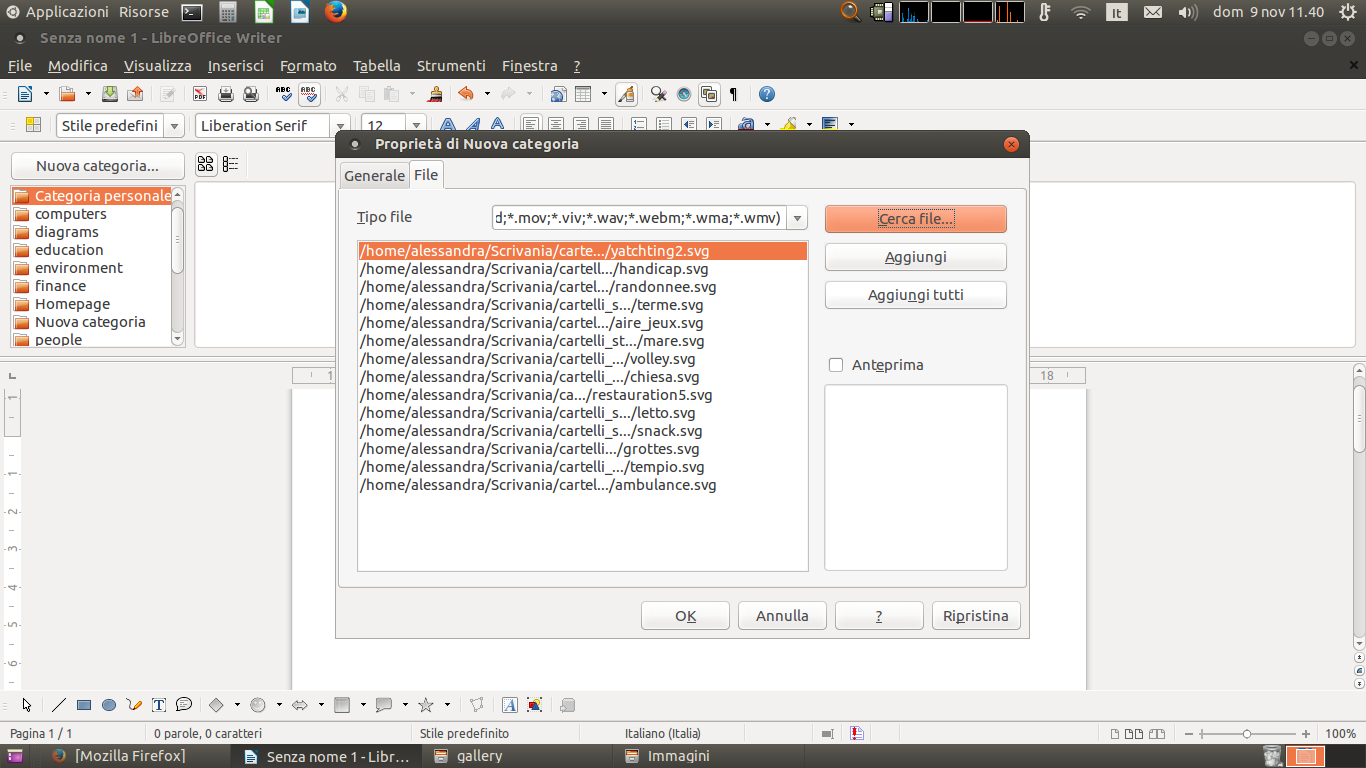 Applicazioni Risorse It dom 9 nov 11.40
Senza nome 1 - LibreOffice Writer
File Modifica Visualizza Inserisci Formato Tabella Strumenti Finestra ?
Stile predefini Liberation Serif 12
Proprietà di Nuova categoria
Nuova categoria...
Categoria personale
computers
diagrams
education
environment
finance
Homepage
Nuova categoria
people
Generale File
Tipo file d;*.mov;*.viv;*.wav;*.webm;*.wma;*.wmv) Cerca file...
Aggiungi
Aggiungi tutti
Anteprima
/home/alessandra/Scrivania/carte.../yatchting2.svg
/home/alessandra/Scrivania/cartell.../handicap.svg
/home/alessandra/Scrivania/cartel.../randonnee.svg
/home/alessandra/Scrivania/cartelli_s.../terme.svg
/home/alessandra/Scrivania/cartel.../aire_jeux.svg
/home/alessandra/Scrivania/cartelli_st.../mare.svg
/home/alessandra/Scrivania/cartelli_.../volley.svg
/home/alessandra/Scrivania/cartelli_.../chiesa.svg
/home/alessandra/Scrivania/ca.../restauration5.svg
/home/alessandra/Scrivania/cartelli_s.../letto.svg
/home/alessandra/Scrivania/cartelli_s.../snack.svg
/home/alessandra/Scrivania/cartelli.../grottes.svg
/home/alessandra/Scrivania/cartelli_.../tempio.svg
/home/alessandra/Scrivania/cartel.../ambulance.svg
OK Annulla ? Ripristina
1 18
1
1
2
3
4
5
6
Pagina 1 / 1 0 parole, 0 caratteri Stile predefinito Italiano (Italia) 100%
[Mozilla Firefox] Senza nome 1 - Libr... gallery Immagini